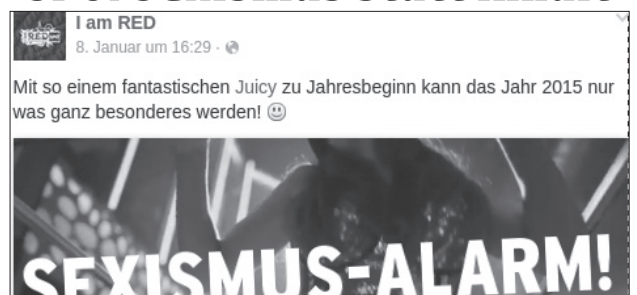 I am RED
8. Januar um 16:29 ·
Mit so einem fantastischen Juicy zu Jahresbeginn kann das Jahr 2015 nur
was ganz besonderes werden! 😃
SEXISMUS-ALARM!